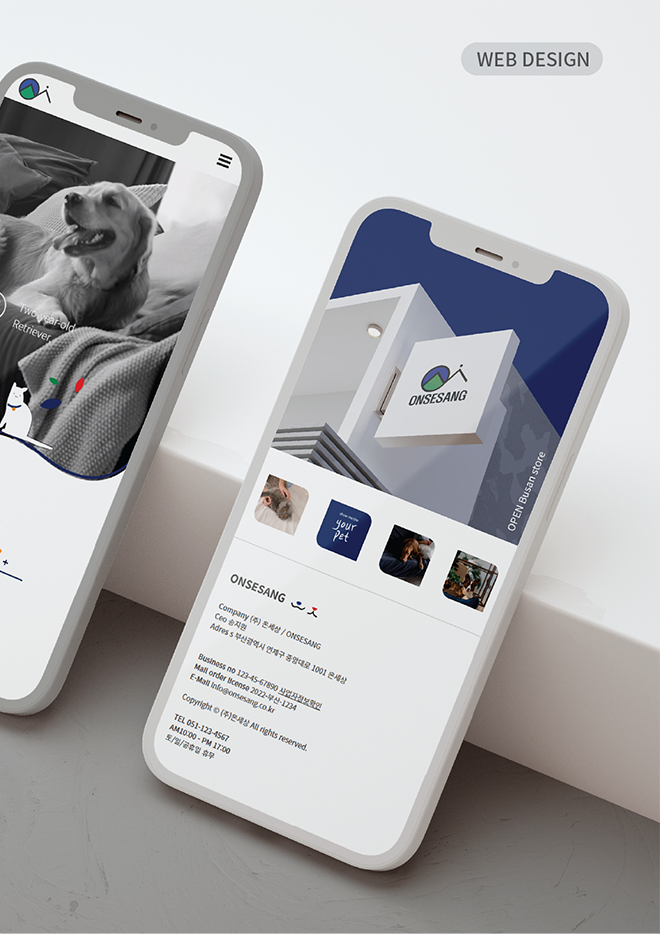 WEB DESIGN
Two-year-old
Retriever
ONSESANG
OPEN Busan store
your
pet
ONSESANG
Company (주) 온세상 / ONSESANG
Ceo 송지원
Adres s 부산광역시 연제구 중앙대로 1001 온세상
Business no 123-45-67890 사업자정보확인
Mail order license 2022-부산-1234
E-Mail info@onsesang.co.kr
Copyright © (주)온세상 All rights reserved.
TEL 051-123-4567
AM10:00 - PM 17:00
토/일/공휴일 휴무